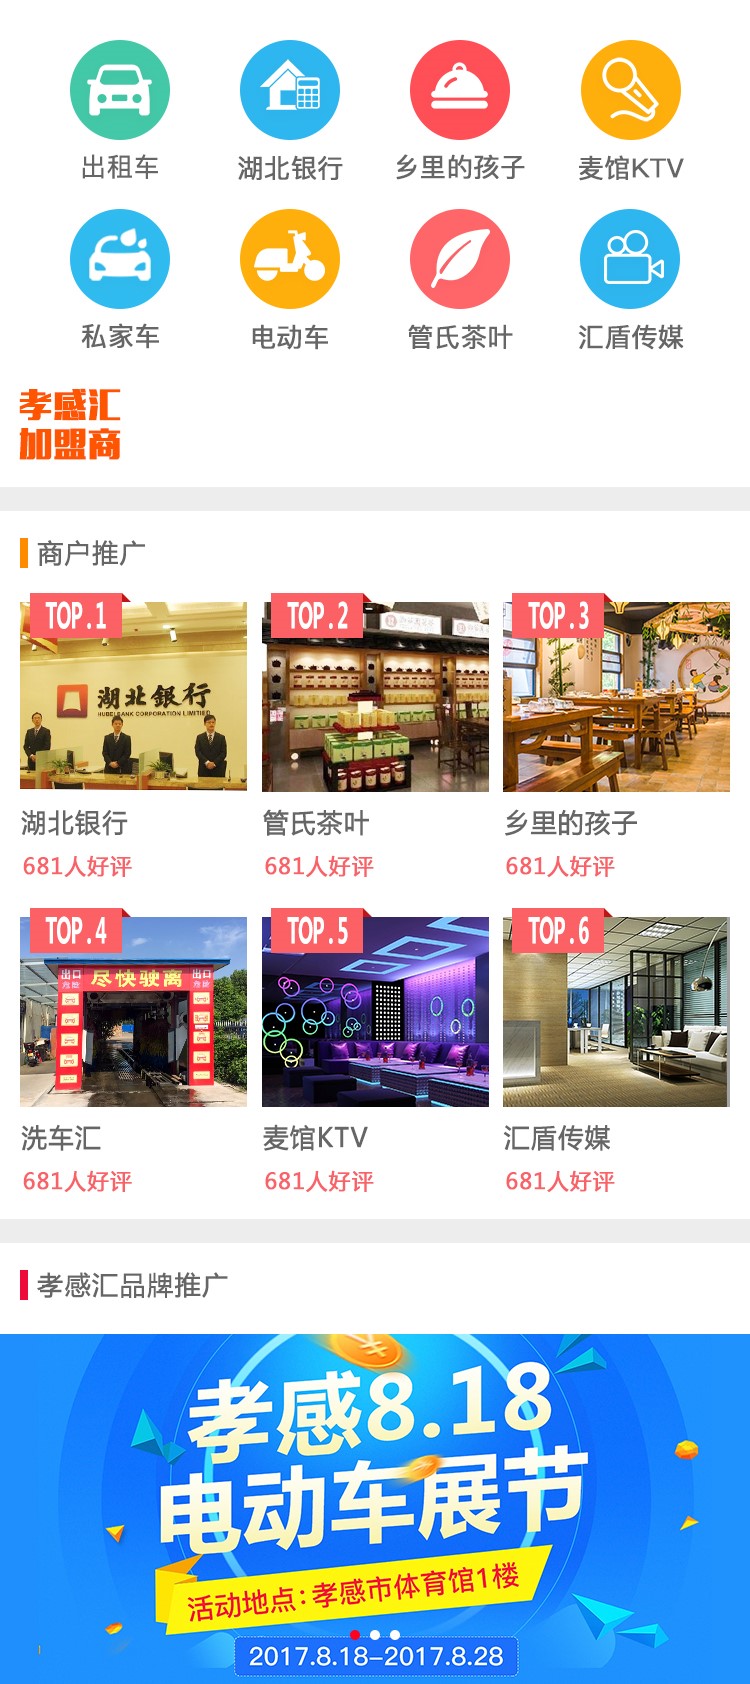 出租车
湖北银行
乡里的孩子
麦馆KTV
私家车
电动车
管氏茶叶
汇盾传媒
孝感汇
加盟商
商户推广
TOP.1
TOP.2
TOP.3
湖北银行
HUBEI BANK CORPORATION LIMITED
湖北银行
管氏茶叶
乡里的孩子
681人好评
681人好评
681人好评
TOP.4
TOP.5
TOP.6
出口
尽快驶离
出口
洗车汇
麦馆KTV
汇盾传媒
681人好评
681人好评
681人好评
孝感汇品牌推广
孝感8.18
电动车展节
活动地点:孝感市体育馆1楼
2017.8.18-2017.8.28